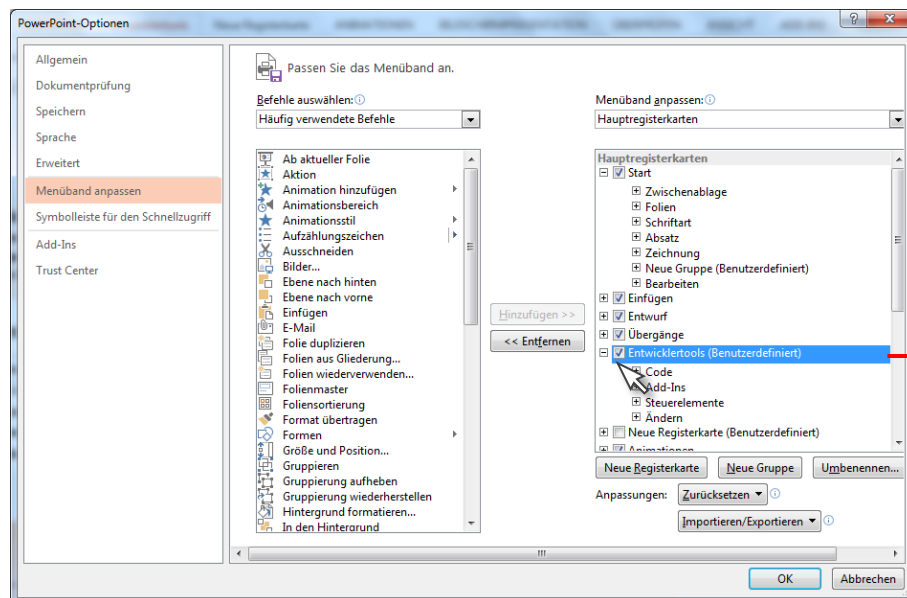 PowerPoint-Optionen
Allgemein
Dokumentprüfung
Speichern
Sprache
Erweitert
Menüband anpassen
Symbolleiste für den Schnellzugriff
Add-Ins
Trust Center
Passen Sie das Menüband an.
Befehle auswählen:
Häufig verwendete Befehle
Ab aktueller Folie
Aktion
Animation hinzufügen
Animationsbereich
Animationsstil
Aufzählungszeichen
Ausschneiden
Bilder...
Ebene nach hinten
Ebene nach vorne
Einfügen
E-Mail
Folie duplizieren
Folien aus Gliederung...
Folien wiederverwenden...
Folienmaster
Foliensortierung
Format übertragen
Formen
Größe und Position...
Gruppieren
Gruppierung aufheben
Gruppierung wiederherstellen
Hintergrund formatieren...
In den Hintergrund
Hinzufügen >>
<< Entfernen
Menüband anpassen:
Hauptregisterkarten
Hauptregisterkarten
Start
Zwischenablage
Folien
Schriftart
Absatz
Zeichnung
Neue Gruppe (Benutzerdefiniert)
Bearbeiten
Einfügen
Entwurf
Übergänge
Entwicklertools (Benutzerdefiniert)
Code
Add-Ins
Steuerelemente
Ändern
Neue Registerkarte (Benutzerdefiniert)
Animationen
Neue Registerkarte
Neue Gruppe
Umbenennen...
Anpassungen:
Zurücksetzen
Importieren/Exportieren
OK
Abbrechen